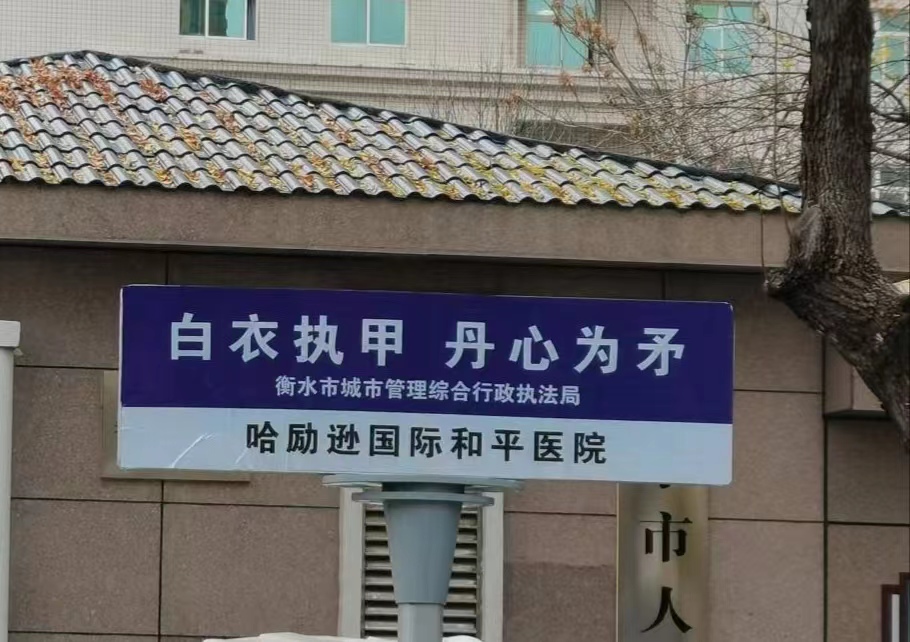 白衣执甲 丹心为矛
衡水市城市管理综合行政执法局
哈励逊国际和平医院
市人